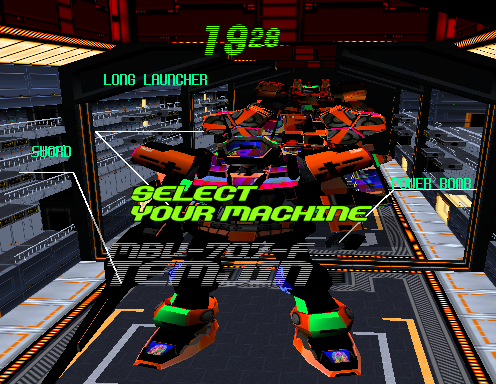 1928
LONG LAUNCHER
SWORD
POWER BOMB
SELECT
YOUR MACHINE
MBV-707-F
TEMJIN